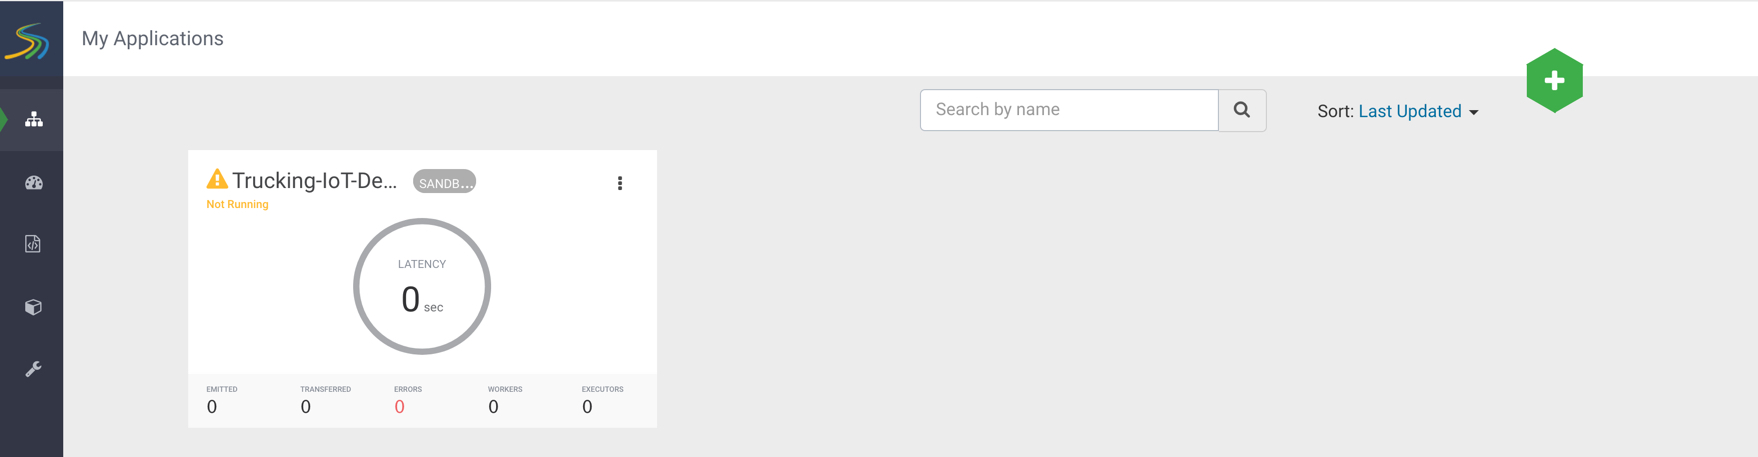 My Applications
Search by name
Sort: Last Updated
Trucking-IoT-De... SANDB...
Not Running
LATENCY
0 sec
EMITTED TRANSFERRED ERRORS WORKERS EXECUTORS
0 0 0 0 0